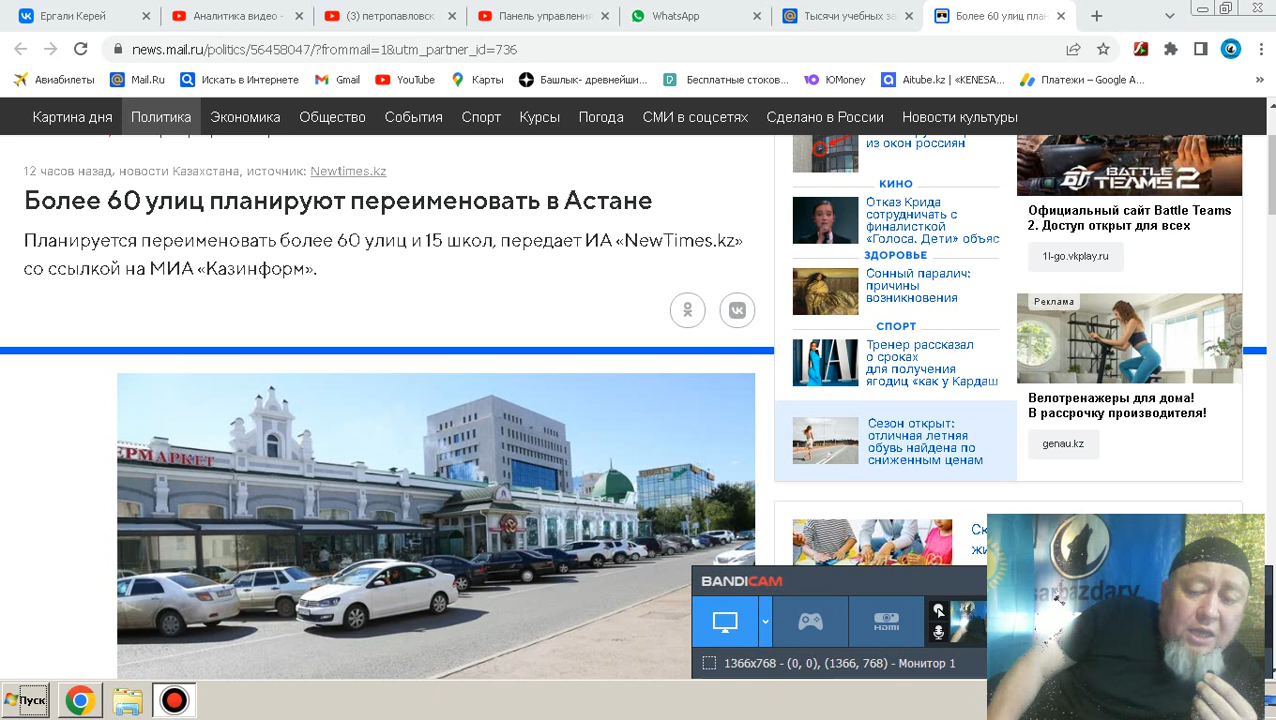 Ергали Керей
Аналитика видео -
(3) петропавловск
Панель управления
WhatsApp
Тысячи учебных за
Более 60 улиц план
news.mail.ru/politics/56458047/?frommail=1&utm_partner_id=736
Авиабилеты
Mail.Ru
Искать в Интернете
Gmail
YouTube
Карты
Башлык- древнейши...
Бесплатные стоков...
ЮMoney
Aitube.kz | «KENESA...
Платежи – Google A...
»
Картина дня
Политика
Экономика
Общество
События
Спорт
Курсы
Погода
СМИ в соцсетях
Сделано в России
Новости культуры
12 часов назад, новости Казахстана, источник: Newtimes.kz
Более 60 улиц планируют переименовать в Астане
Планируется переименовать более 60 улиц и 15 школ, передает ИА «NewTimes.kz»
со ссылкой на МИА «Казинформ».
ЕРМАРКЕТ
из окон россиян
КИНО
Отказ Крида
сотрудничать с
финалисткой
«Голоса. Дети» объяс
ЗДОРОВЬЕ
Сонный паралич:
причины
возникновения
СПОРТ
Тренер рассказал
о сроках
для получения
ягодиц «как у Кардаш
Сезон открыт:
отличная летняя
обувь найдена по
сниженным ценам
BATTLE
TEAMS 2
Официальный сайт Battle Teams
2. Доступ открыт для всех
1l-go.vkplay.ru
Реклама
Велотренажеры для дома!
В рассрочку производителя!
genau.kz
BANDICAM
HDMI
1366x768 - (0, 0), (1366, 768) - Монитор 1
sarbazdary
Пуск